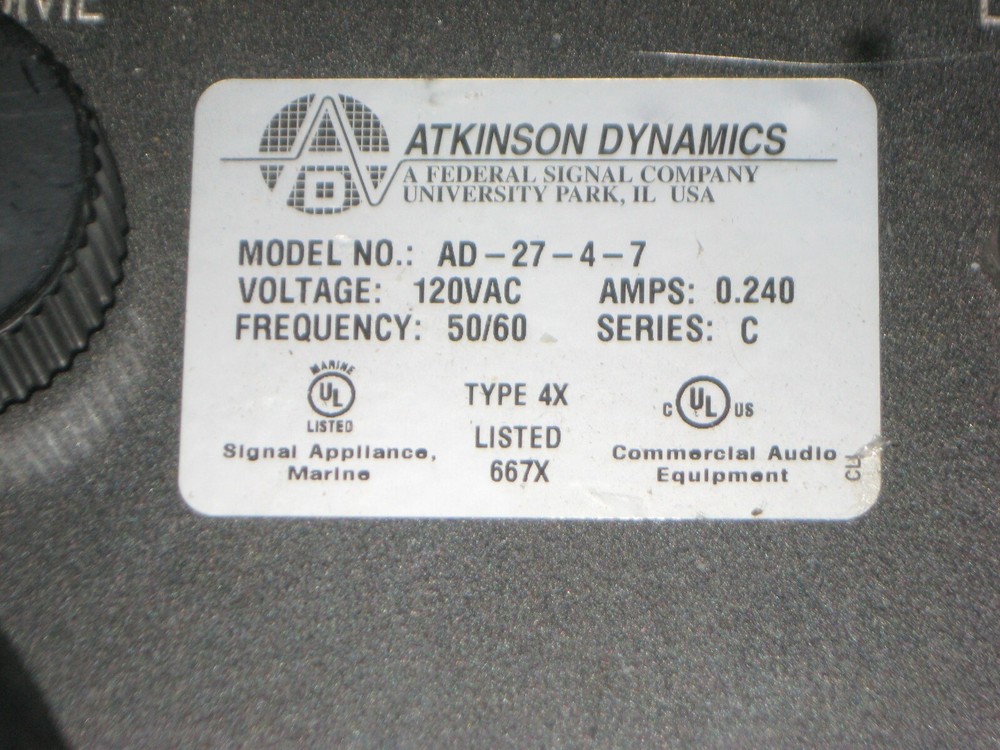 ATKINSON DYNAMICS
A FEDERAL SIGNAL COMPANY
UNIVERSITY PARK, IL USA
MODEL NO.: AD-27-4-7
VOLTAGE: 120VAC AMPS: 0.240
FREQUENCY: 50/60 SERIES: C
MARINE
UL
LISTED
Signal Appliance,
Marine
TYPE 4X
LISTED
667X
C UL US
Commercial Audio
Equipment